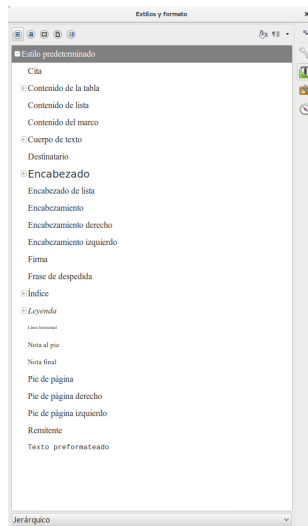 Estilos y formato
Estilo predeterminado
Cita
Contenido de la tabla
Contenido de lista
Contenido del marco
Cuerpo de texto
Destinatario
Encabezado
Encabezado de lista
Encabezamiento
Encabezamiento derecho
Encabezamiento izquierdo
Firma
Frase de despedida
Índice
Leyenda
Línea horizontal
Nota al pie
Nota final
Pie de página
Pie de página derecho
Pie de página izquierdo
Remitente
Texto preformateado
Jerárquico